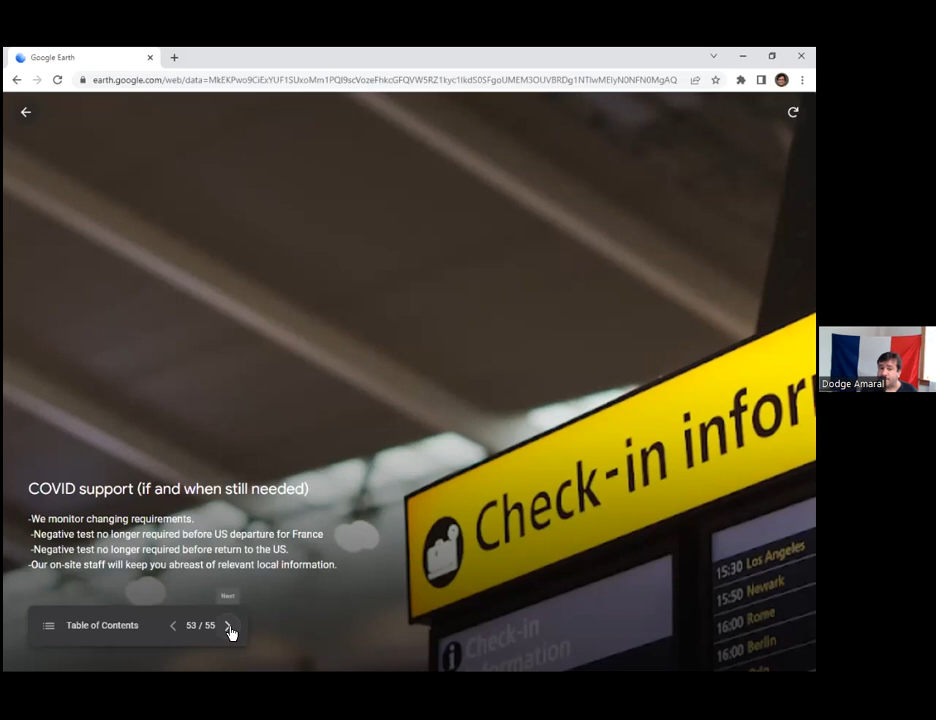 Google Earth
earth.google.com/web/data=MkEKPwo9CiExYUF1SUxoMm1PQl9scVozeFhkcGFQVW5RZ1kyc1lkdS0SFgoUMEM3OUVBRDg1NTIwMEIyN0NFN0MgAQ
Check-in infor
15:30 Los Angeles
15:50 Newark
16:00 Rome
16:00 Berlin
Check-in
information
COVID support (if and when still needed)
-We monitor changing requirements.
-Negative test no longer required before US departure for France
-Negative test no longer required before return to the US.
-Our on-site staff will keep you abreast of relevant local information.
Next
Table of Contents
53 / 55
Dodge Amaral